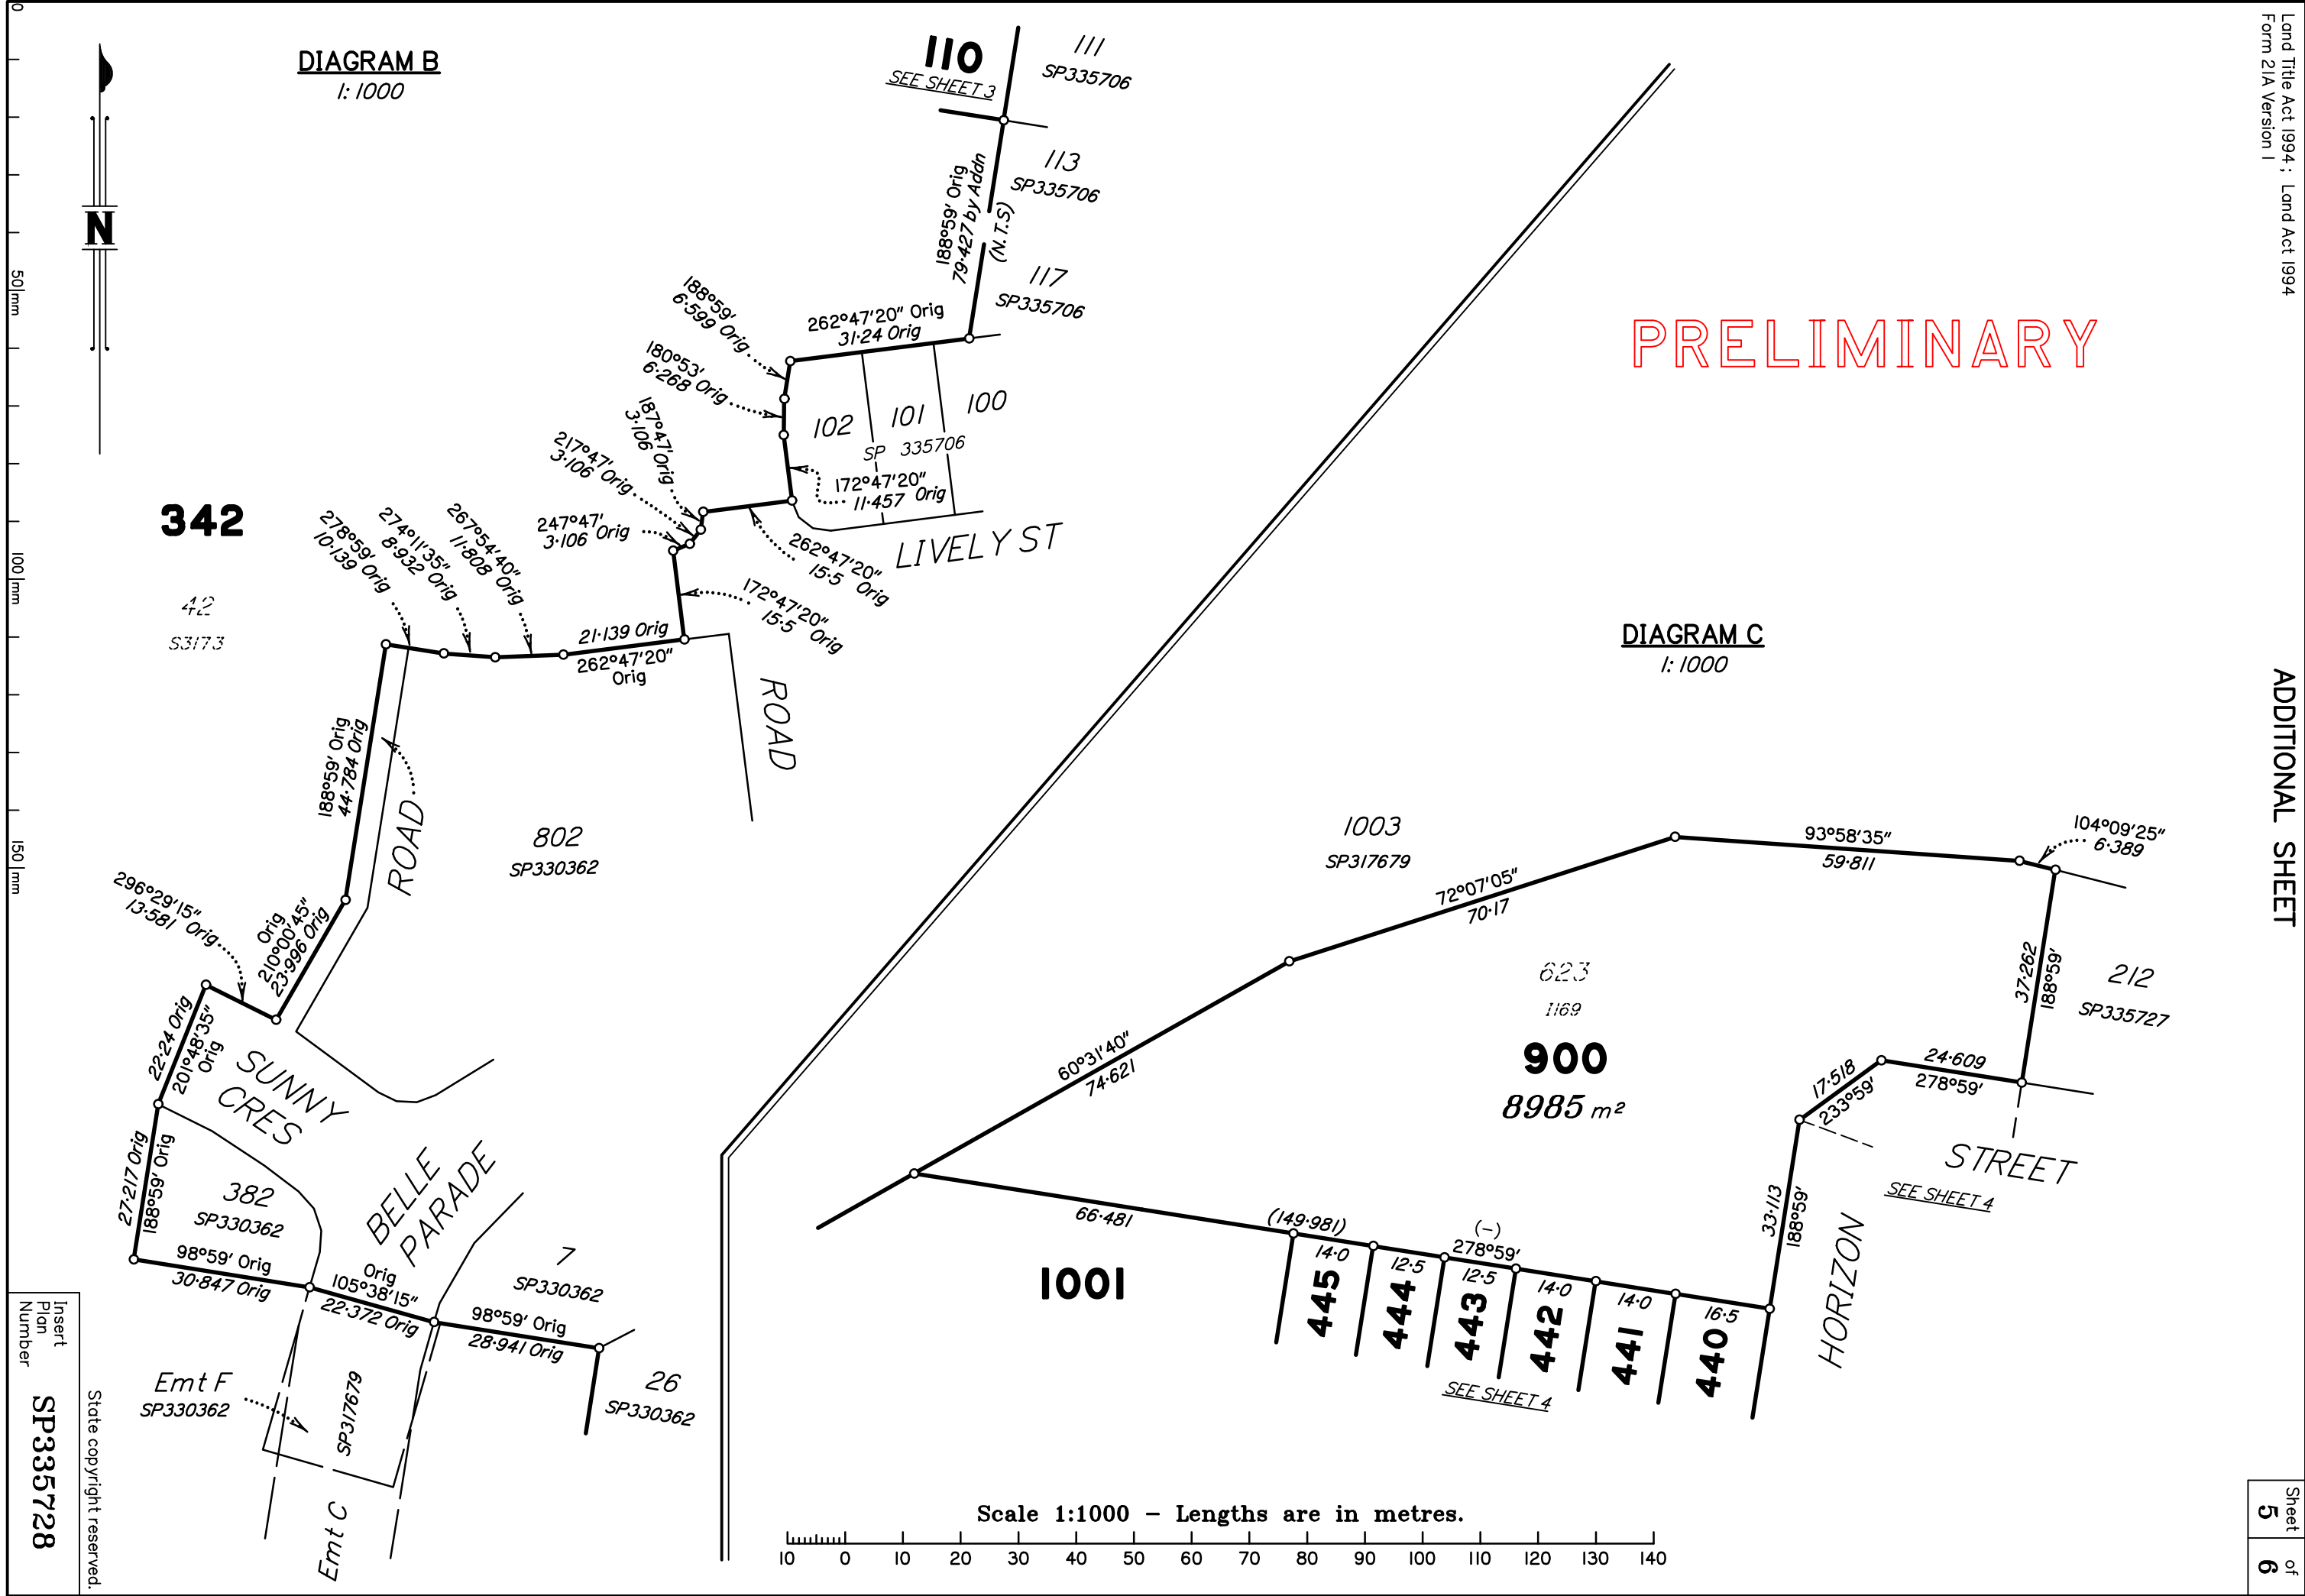 Land Title Act 1994 ; Land Act 1994
Form 21A Version 1
ADDITIONAL SHEET
Sheet 5 of 6
PRELIMINARY
DIAGRAM B
1:1000
N
110
SEE SHEET 3
111
SP335706
113
SP335706
188°59' Orig
79·427 by Addn
(N.T.S)
117
SP335706
262°47'20" Orig
31·24 Orig
188°59' Orig
6·599 Orig
180°53' Orig
6·268 Orig
102
101
100
SP 335706
172°47'20"
11·457 Orig
187°47' Orig
3·106
217°47' Orig
3·106
247°47'
3·106 Orig
262°47'20"
15·5 Orig
LIVELY ST
172°47'20"
15·5 Orig
342
42
S3173
278°59' Orig
10·139
274°11'35"
8·932 Orig
267°54'40"
11·808 Orig
21·139 Orig
262°47'20"
Orig
ROAD
188°59' Orig
44·784 Orig
ROAD
802
SP330362
296°29'15"
13·581 Orig
Orig
210°00'45"
23·996 Orig
22·24 Orig
201°48'35"
Orig
SUNNY
CRES
27·217 Orig
188°59' Orig
382
SP330362
BELLE
PARADE
98°59' Orig
30·847 Orig
Orig
105°38'15"
22·372 Orig
7
SP330362
98°59' Orig
28·941 Orig
26
SP330362
Emt F
SP330362
SP317679
Emt C
DIAGRAM C
1:1000
1003
SP317679
93°58'35"
59·811
104°09'25"
6·389
72°07'05"
70·17
623
1169
900
8985 m²
37·262
188°59'
212
SP335727
60°31'40"
74·621
24·609
278°59'
17·518
233°59'
STREET
SEE SHEET 4
33·113
188°59'
HORIZON
66·481
(149·981)
(-)
278°59'
14·0
12·5
12·5
14·0
14·0
16·5
1001
445
444
443
442
441
440
SEE SHEET 4
Scale 1:1000 – Lengths are in metres.
10 0 10 20 30 40 50 60 70 80 90 100 110 120 130 140
0
50 mm
100 mm
150 mm
State copyright reserved.
Insert
Plan
Number
SP335728